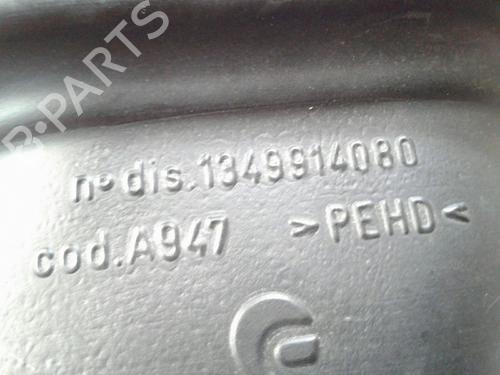 B-PARTS
n° dis.1349914080
cod.A947 >PEHD<